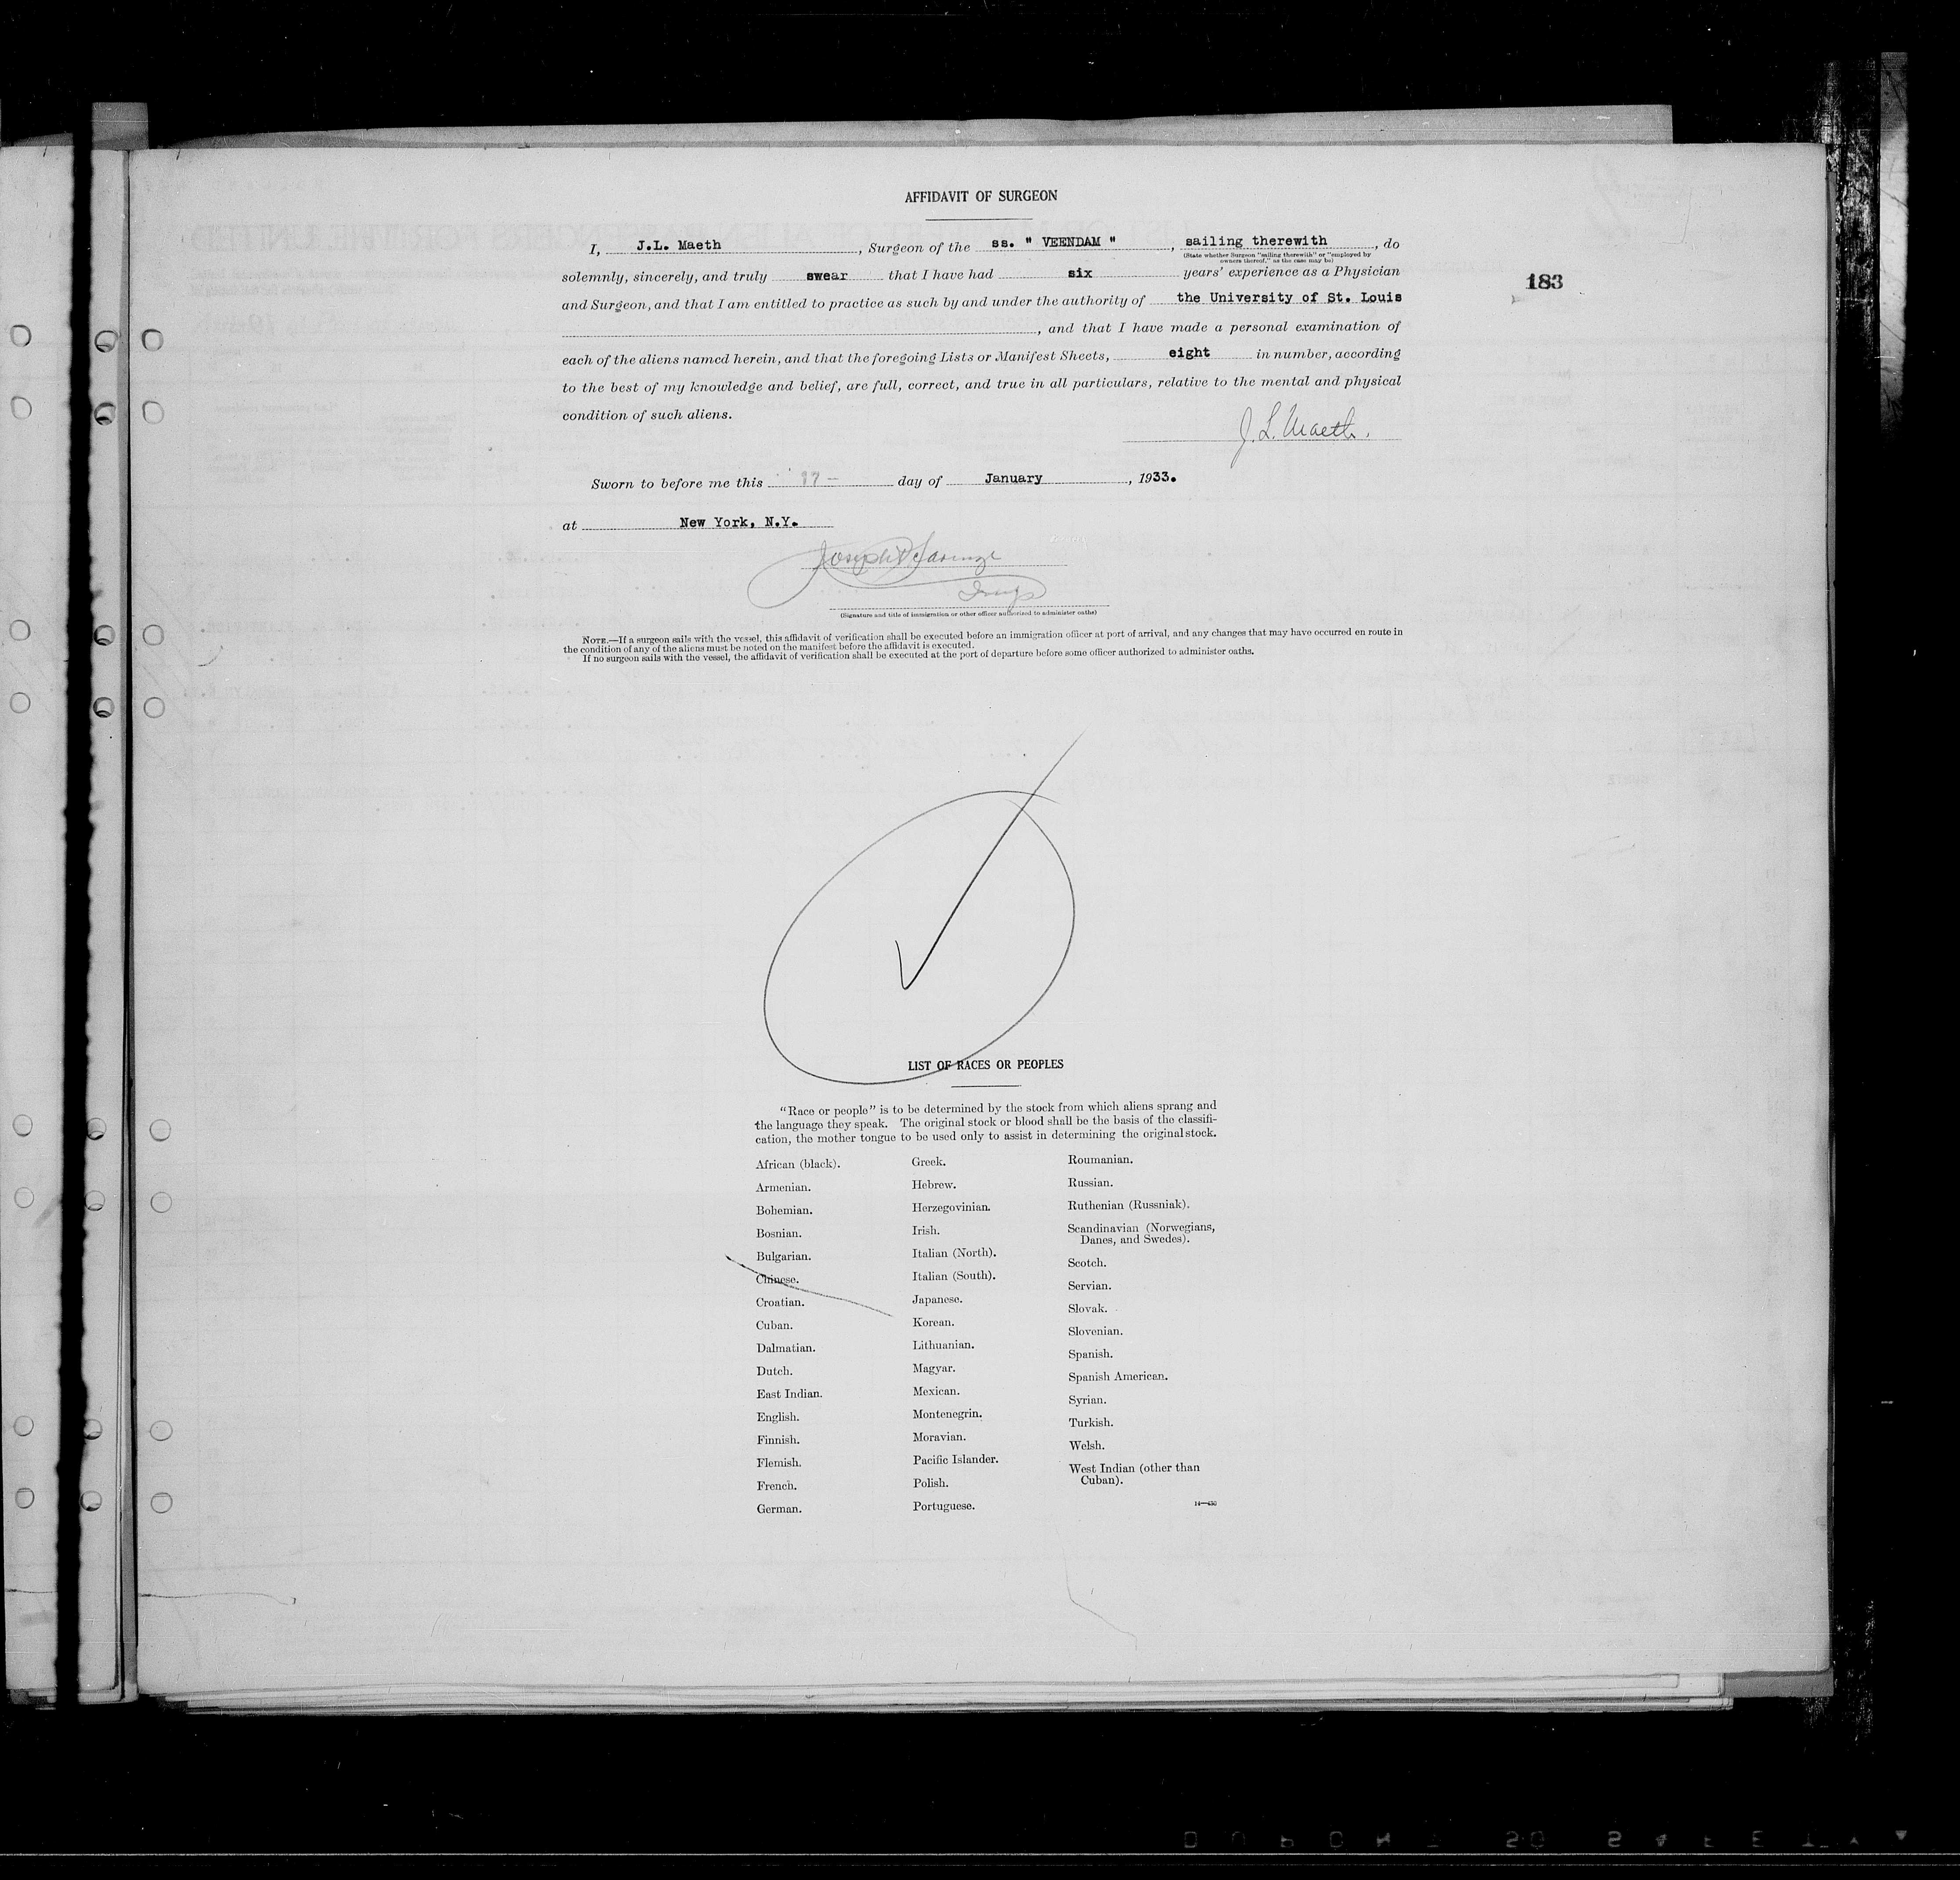 AFFIDAVIT OF SURGEON
I, J.L. Maeth, Surgeon of the ss. " VEENDAM ", sailing therewith, do
(State whether Surgeon "sailing therewith" or "employed by
owners thereof," as the case may be)
solemnly, sincerely, and truly swear that I have had six years' experience as a Physician
183
and Surgeon, and that I am entitled to practice as such by and under the authority of the University of St. Louis
, and that I have made a personal examination of
each of the aliens named herein, and that the foregoing Lists or Manifest Sheets, eight in number, according
to the best of my knowledge and belief, are full, correct, and true in all particulars, relative to the mental and physical
condition of such aliens.
J. L. Maeth.
Sworn to before me this 17 - day of January, 1933.
at New York, N.Y.
Joseph
Insp
(Signature and title of immigration or other officer authorized to administer oaths)
NOTE.—If a surgeon sails with the vessel, this affidavit of verification shall be executed before an immigration officer at port of arrival, and any changes that may have occurred en route in
the condition of any of the aliens must be noted on the manifest before the affidavit is executed.
If no surgeon sails with the vessel, the affidavit of verification shall be executed at the port of departure before some officer authorized to administer oaths.
LIST OF RACES OR PEOPLES
"Race or people" is to be determined by the stock from which aliens sprang and
the language they speak. The original stock or blood shall be the basis of the classifi-
cation, the mother tongue to be used only to assist in determining the original stock.
African (black).
Armenian.
Bohemian.
Bosnian.
Bulgarian.
Chinese.
Croatian.
Cuban.
Dalmatian.
Dutch.
East Indian.
English.
Finnish.
Flemish.
French.
German.
Greek.
Hebrew.
Herzegovinian.
Irish.
Italian (North).
Italian (South).
Japanese.
Korean.
Lithuanian.
Magyar.
Mexican.
Montenegrin.
Moravian.
Pacific Islander.
Polish.
Portuguese.
Roumanian.
Russian.
Ruthenian (Russniak).
Scandinavian (Norwegians,
Danes, and Swedes).
Scotch.
Servian.
Slovak.
Slovenian.
Spanish.
Spanish American.
Syrian.
Turkish.
Welsh.
West Indian (other than
Cuban).
14—430
DUPONT SO SAFETY